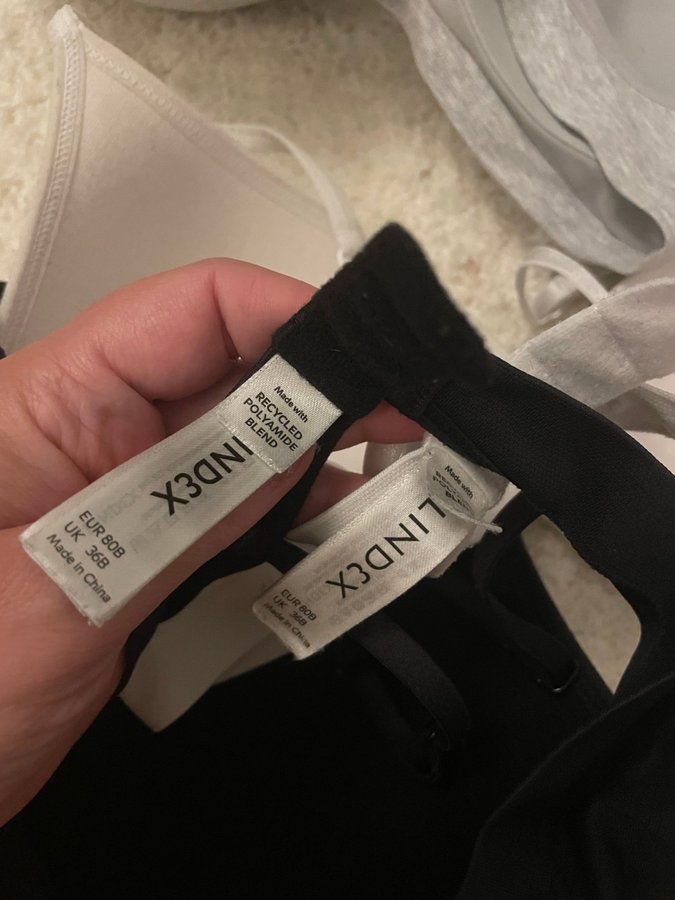 Made with
RECYCLED
POLYAMIDE
BLEND
LINDEX
EUR 80B
UK 36B
Made in China
Made with
LINDEX
EUR 80B
UK 36B
Made in China